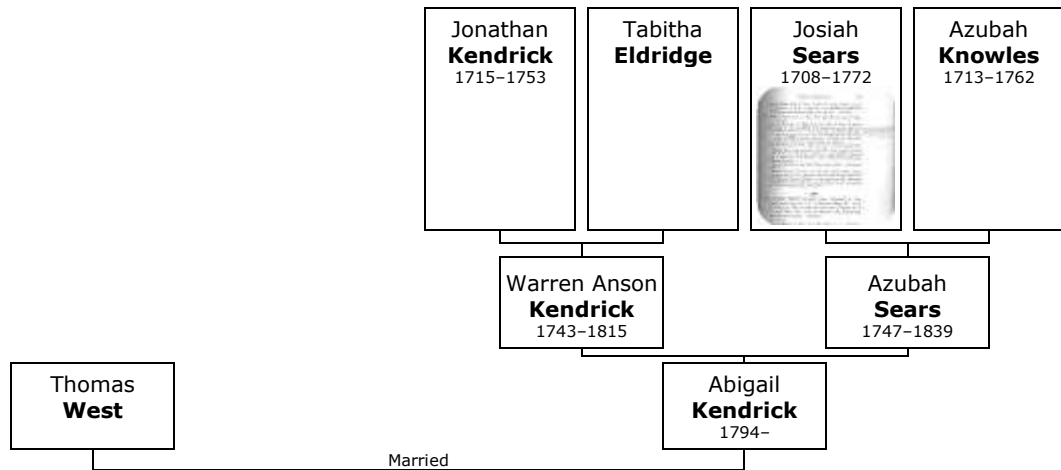 Jonathan
Kendrick
1715–1753
Tabitha
Eldridge
Josiah
Sears
1708–1772
Azubah
Knowles
1713–1762
Warren Anson
Kendrick
1743–1815
Azubah
Sears
1747–1839
Thomas
West
Abigail
Kendrick
1794–
Married